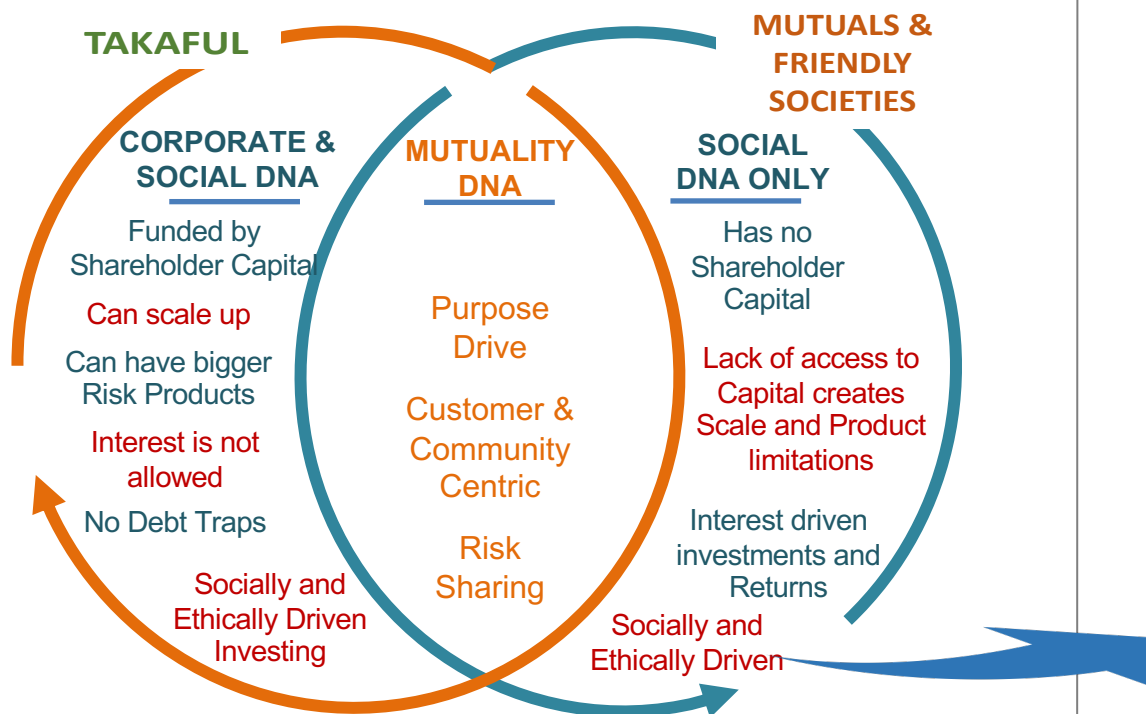 TAKAFUL
MUTUALS &
FRIENDLY
SOCIETIES
CORPORATE &
SOCIAL DNA
Funded by
Shareholder Capital
Can scale up
Can have bigger
Risk Products
Interest is not
allowed
No Debt Traps
Socially and
Ethically Driven
Investing
MUTUALITY
DNA
Purpose
Drive
Customer &
Community
Centric
Risk
Sharing
SOCIAL
DNA ONLY
Has no
Shareholder
Capital
Lack of access to
Capital creates
Scale and Product
limitations
Interest driven
investments and
Returns
Socially and
Ethically Driven